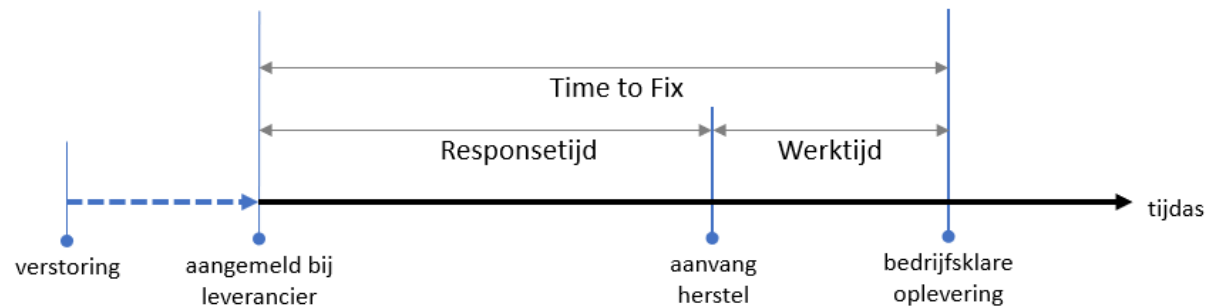 Time to Fix
Responsetijd
Werktijd
tijdas
verstoring
aangemeld bij
leverancier
aanvang
herstel
bedrijfsklare
oplevering